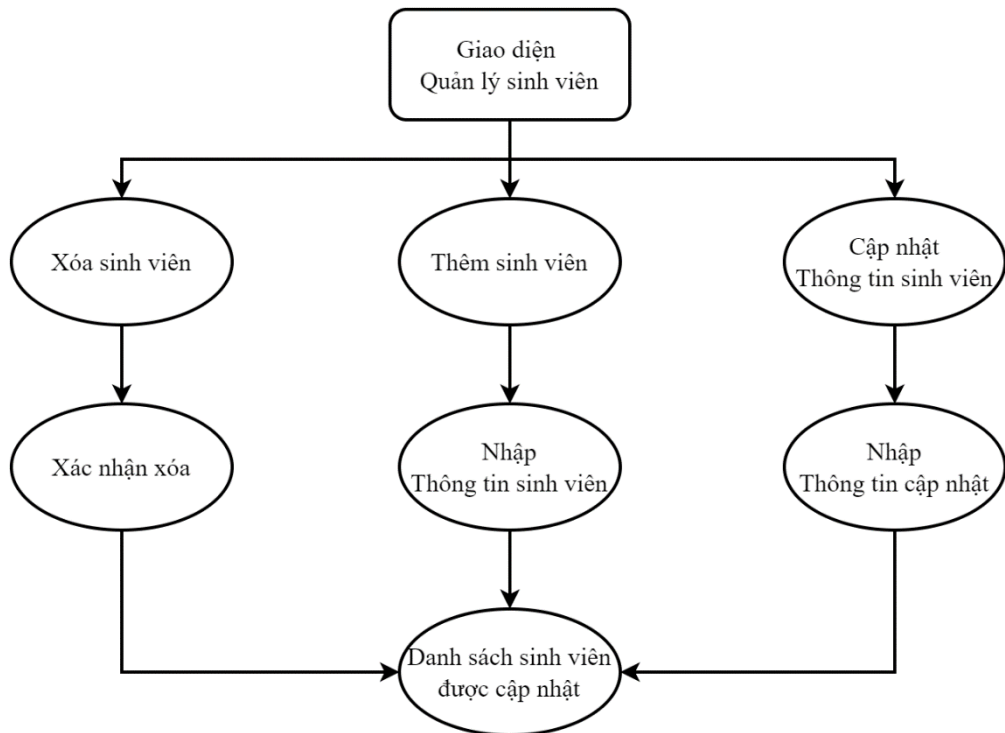 Giao diện
Quản lý sinh viên
Xóa sinh viên
Thêm sinh viên
Cập nhật
Thông tin sinh viên
Xác nhận xóa
Nhập
Thông tin sinh viên
Nhập
Thông tin cập nhật
Danh sách sinh viên
được cập nhật